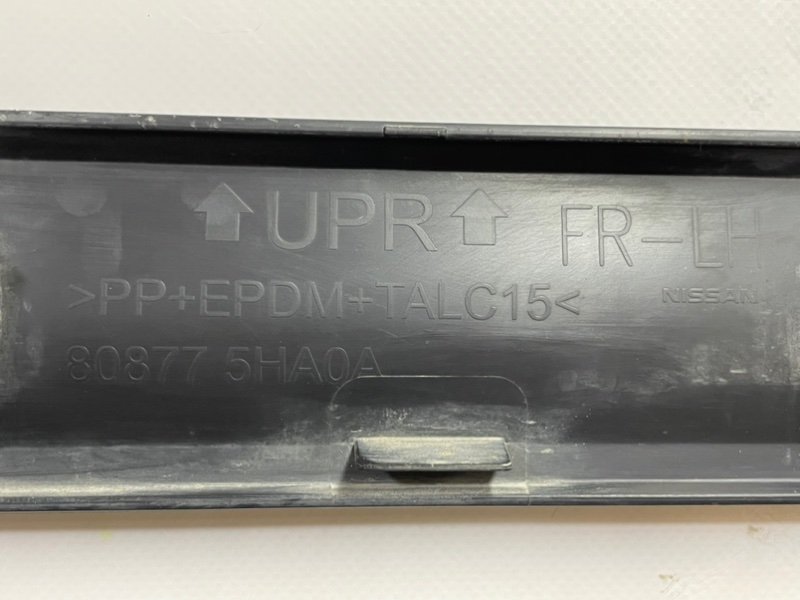 ↑UPR↑ FR-LH
>PP+EPDM+TALC15< NISSAN
80877 5HA0A